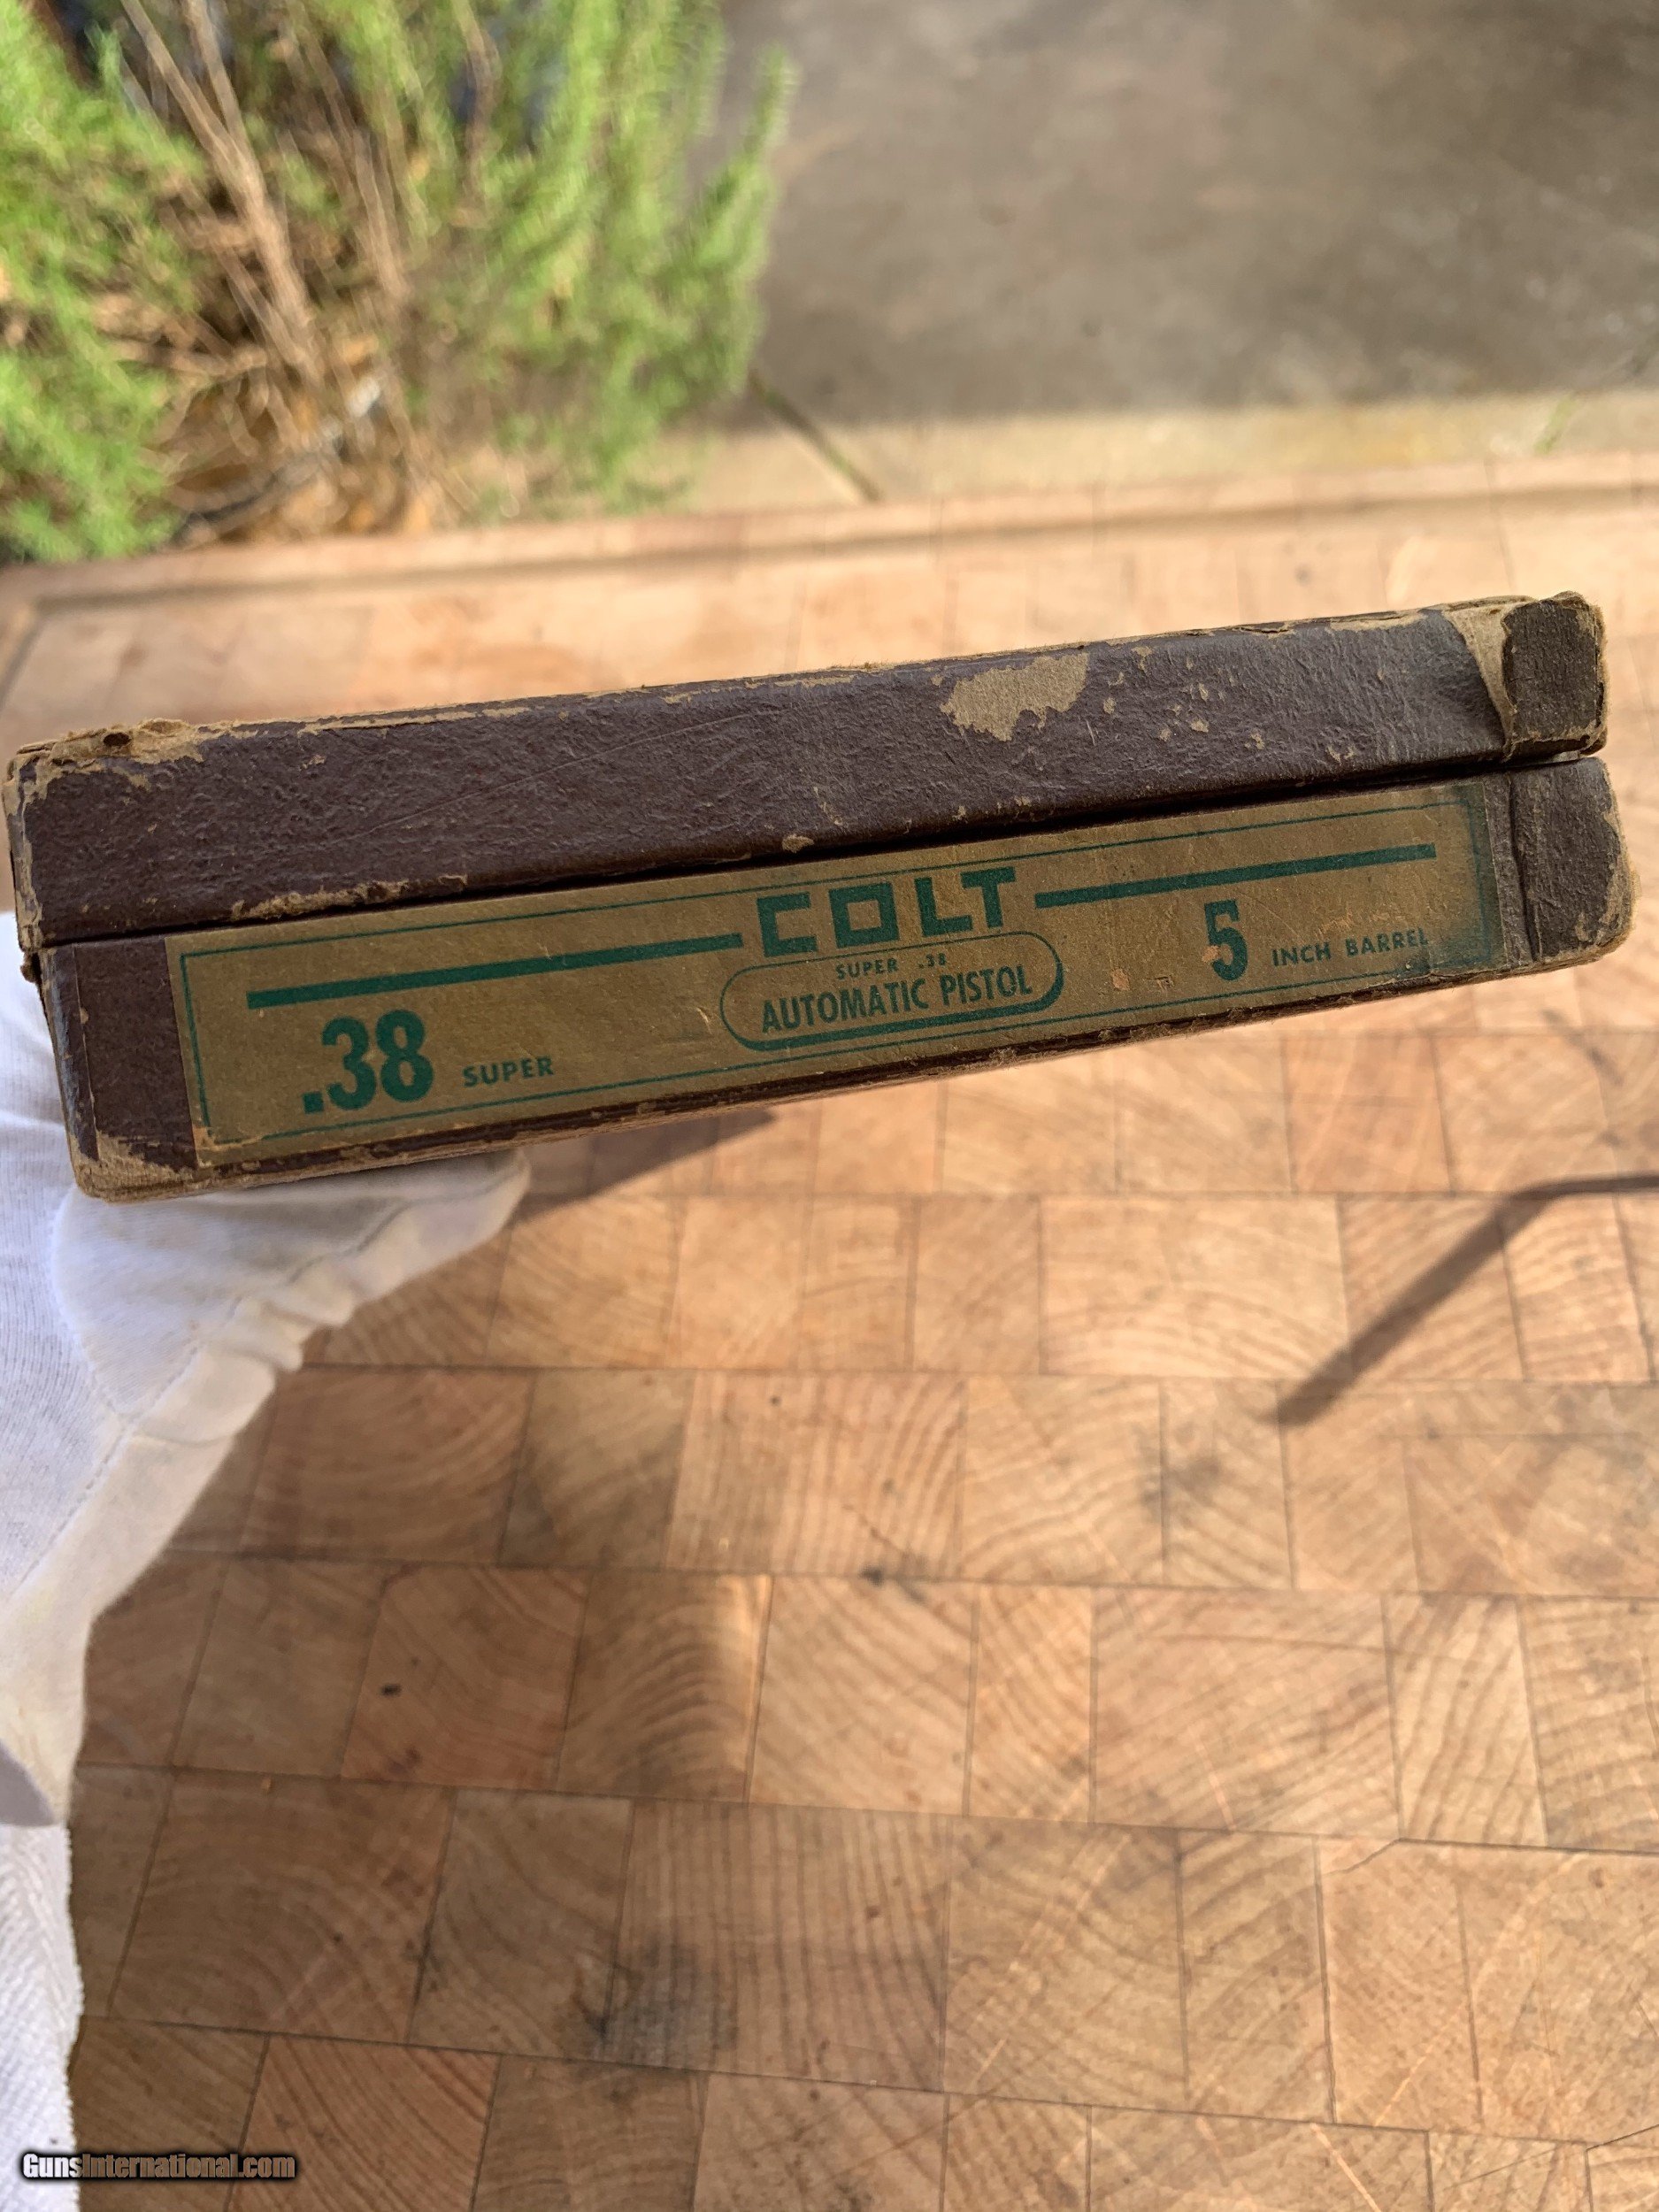 COLT
SUPER .38
AUTOMATIC PISTOL
.38 SUPER
5 INCH BARREL
GunsInternational.com